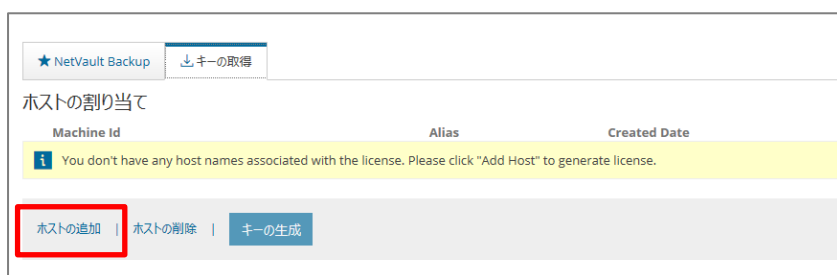 NetVault Backup キーの取得
ホストの割り当て
Machine Id Alias Created Date
i You don't have any host names associated with the license. Please click "Add Host" to generate license.
ホストの追加 | ホストの削除 | キーの生成